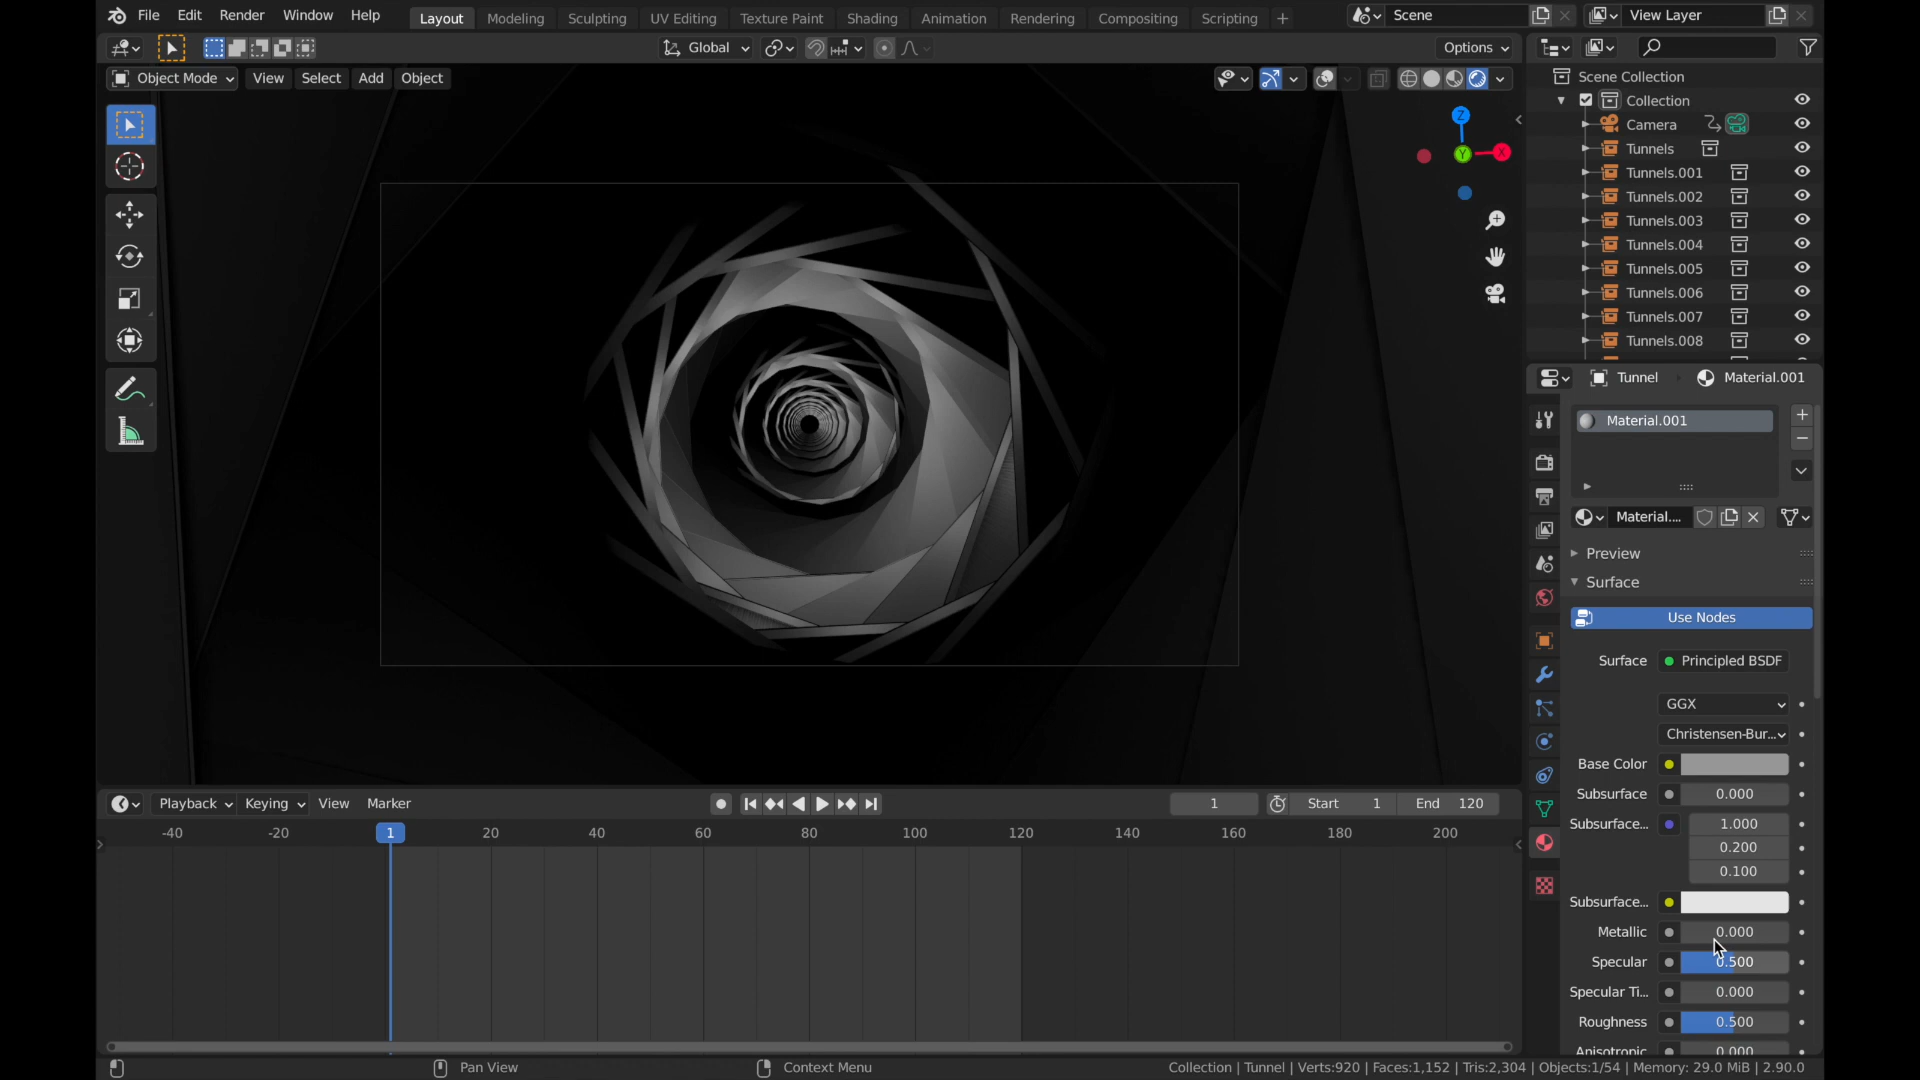 File Edit Render Window Help Layout Modeling Sculpting UV Editing Texture Paint Shading Animation Rendering Compositing Scripting + Scene View Layer
Global Options
Object Mode View Select Add Object
Z
Y X
Scene Collection
Collection
Camera
Tunnels
Tunnels.001
Tunnels.002
Tunnels.003
Tunnels.004
Tunnels.005
Tunnels.006
Tunnels.007
Tunnels.008
Tunnel Material.001
Material.001
Material....
Preview
Surface
Use Nodes
Surface Principled BSDF
GGX
Christensen-Bur...
Base Color
Subsurface 0.000
Subsurface... 1.000
0.200
0.100
Subsurface...
Metallic 0.000
Specular 0.500
Specular Ti... 0.000
Roughness 0.500
Anisotropic 0.000
Playback Keying View Marker 1 Start 1 End 120
-40 -20 1 20 40 60 80 100 120 140 160 180 200
Pan View Context Menu Collection | Tunnel | Verts:920 | Faces:1,152 | Tris:2,304 | Objects:1/54 | Memory: 29.0 MiB | 2.90.0